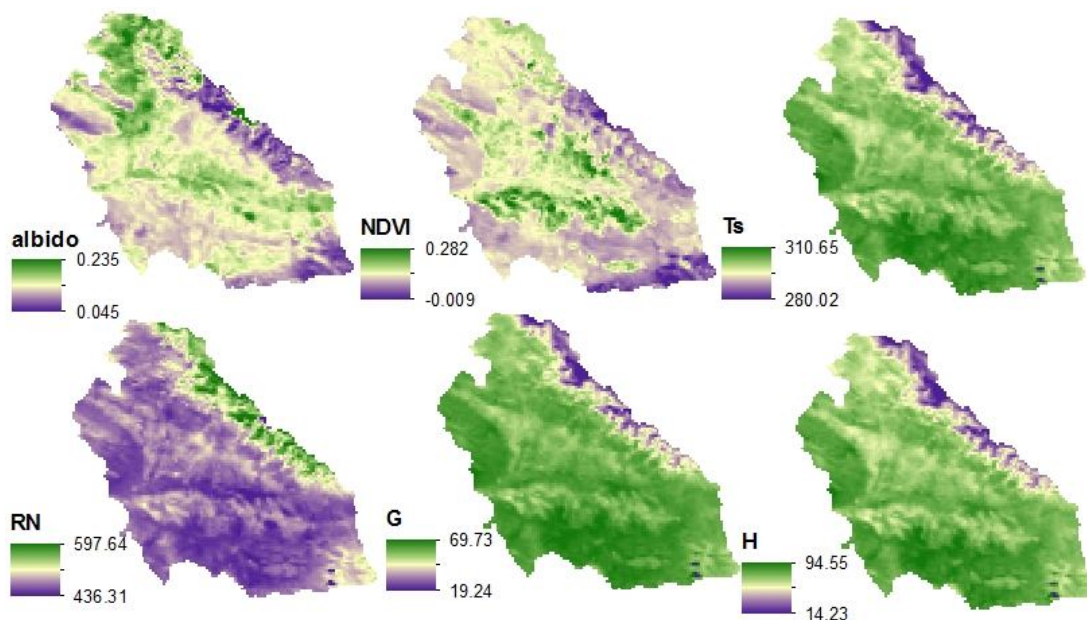 albido
0.235
0.045
NDVI
0.282
-0.009
Ts
310.65
280.02
RN
597.64
436.31
G
69.73
19.24
H
94.55
14.23